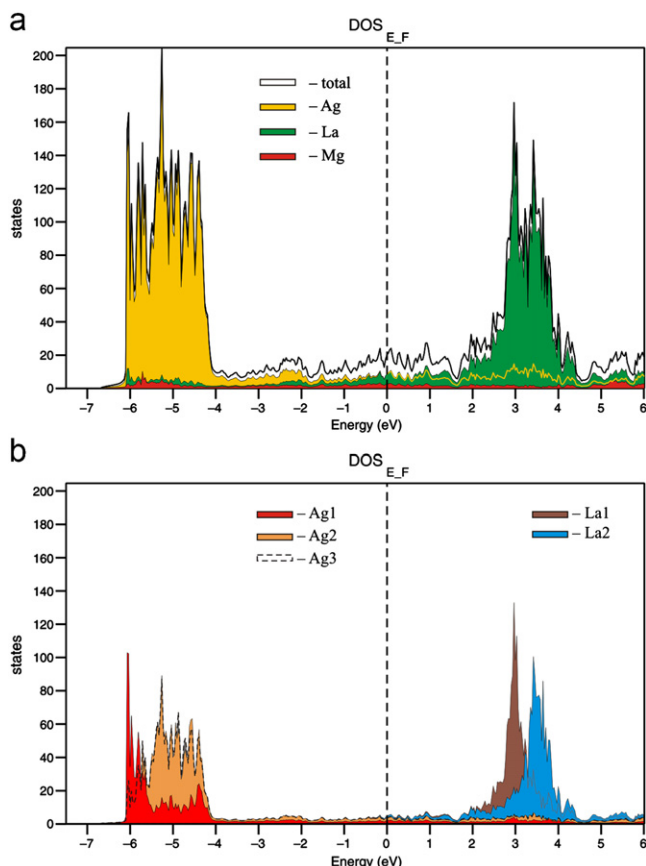 a
DOS
E_F
200
180
160
140
120
100
80
60
40
20
0
states
– total
– Ag
– La
– Mg
–7 –6 –5 –4 –3 –2 –1 0 1 2 3 4 5 6
Energy (eV)
b
DOS
E_F
200
180
160
140
120
100
80
60
40
20
0
states
– Ag1
– Ag2
– Ag3
– La1
– La2
–7 –6 –5 –4 –3 –2 –1 0 1 2 3 4 5 6
Energy (eV)